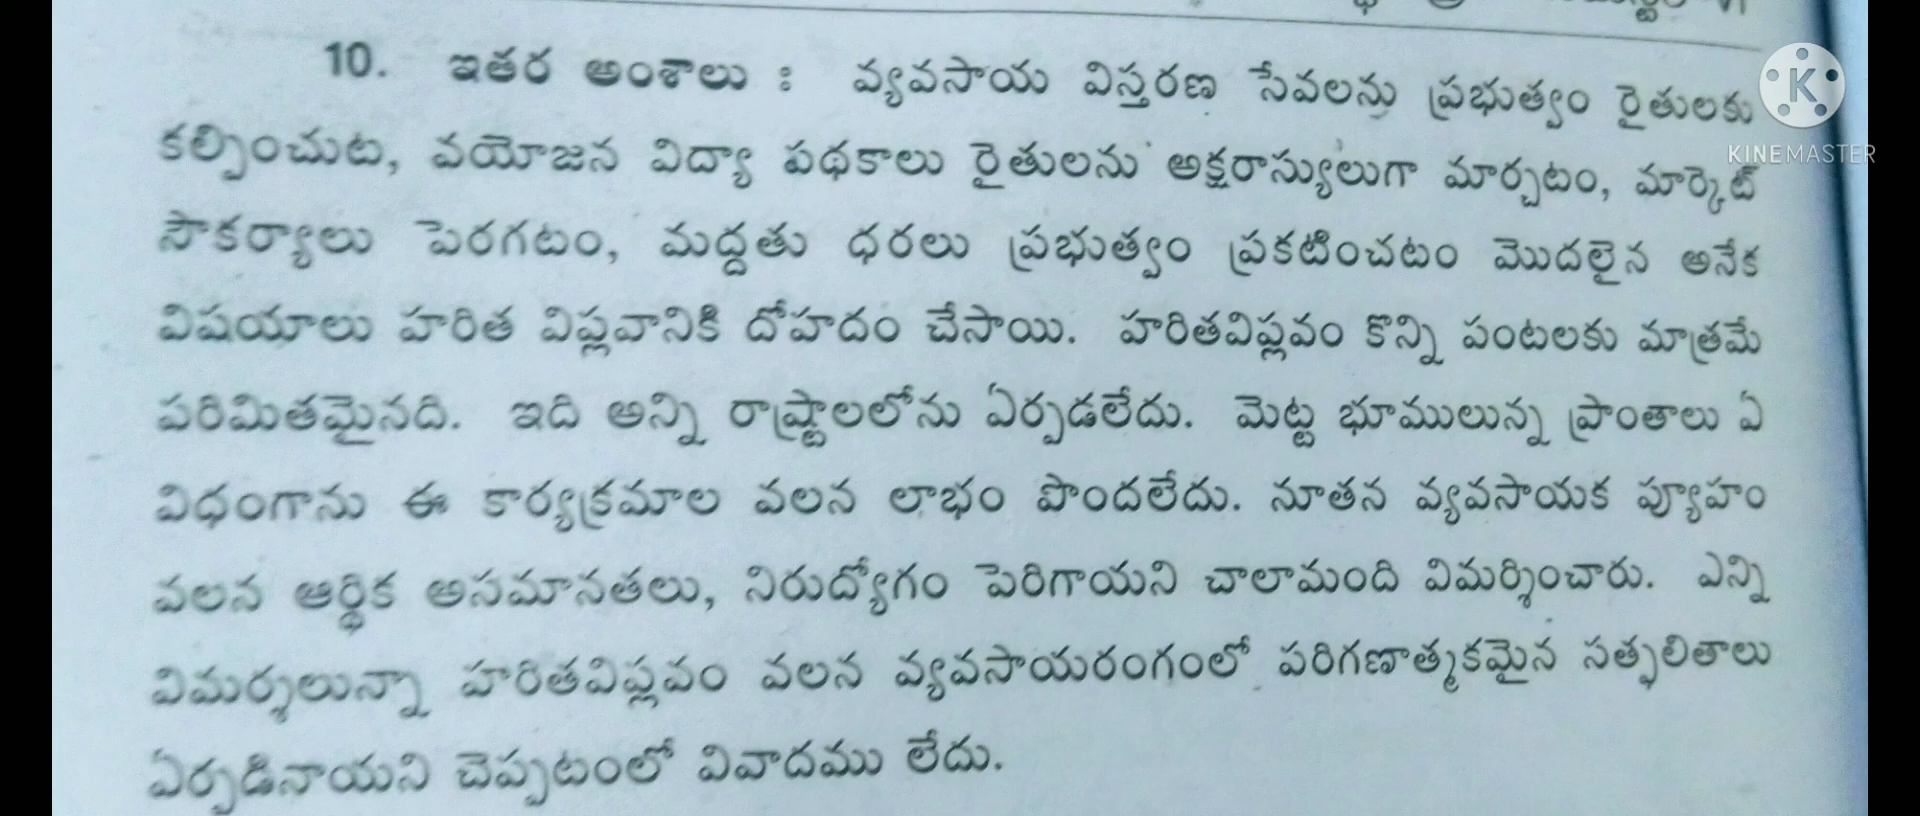 10. ఇతర అంశాలు : వ్యవసాయ విస్తరణ సేవలను ప్రభుత్వం రైతులకు
కల్పించుట, వయోజన విద్యా పథకాలు రైతులను అక్షరాస్యులుగా మార్చటం, మార్కెట్
సౌకర్యాలు పెరగటం, మద్దతు ధరలు ప్రభుత్వం ప్రకటించటం మొదలైన అనేక
విషయాలు హరిత విప్లవానికి దోహదం చేసాయి. హరితవిప్లవం కొన్ని పంటలకు మాత్రమే
పరిమితమైనది. ఇది అన్ని రాష్ట్రాలలోను ఏర్పడలేదు. మెట్ట భూములున్న ప్రాంతాలు ఏ
విధంగాను ఈ కార్యక్రమాల వలన లాభం పొందలేదు. నూతన వ్యవసాయక వ్యూహం
వలన ఆర్థిక అసమానతలు, నిరుద్యోగం పెరిగాయని చాలామంది విమర్శించారు. ఎన్ని
విమర్శలున్నా హరితవిప్లవం వలన వ్యవసాయరంగంలో పరిగణాత్మకమైన సత్ఫలితాలు
ఏర్పడినాయని చెప్పటంలో వివాదము లేదు.
K
KINEMASTER